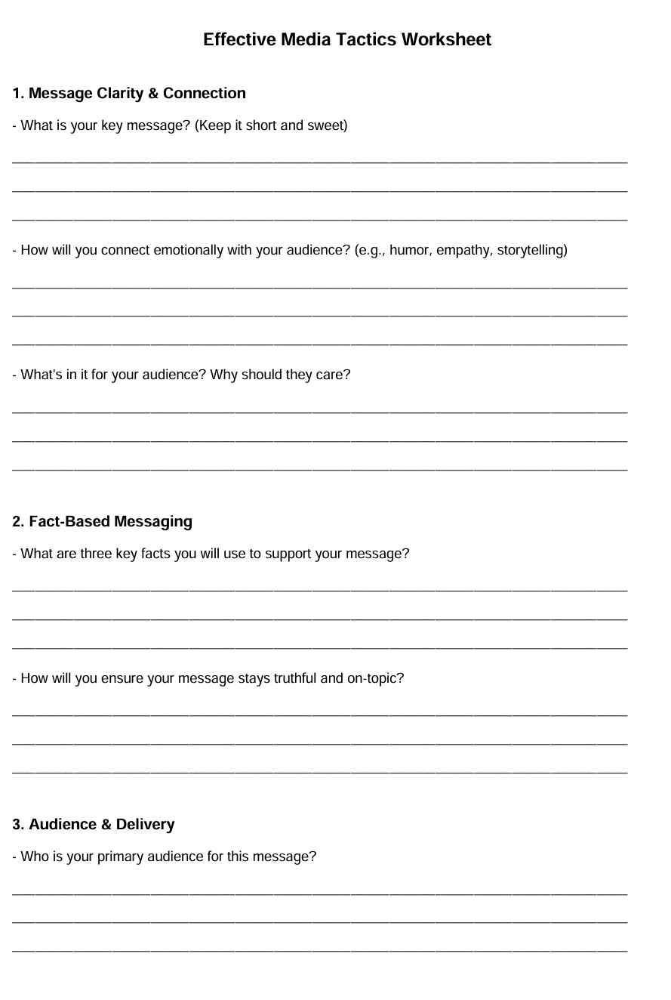 Effective Media Tactics Worksheet
1. Message Clarity & Connection
- What is your key message? (Keep it short and sweet)
- How will you connect emotionally with your audience? (e.g., humor, empathy, storytelling)
- What's in it for your audience? Why should they care?
2. Fact-Based Messaging
- What are three key facts you will use to support your message?
- How will you ensure your message stays truthful and on-topic?
3. Audience & Delivery
- Who is your primary audience for this message?